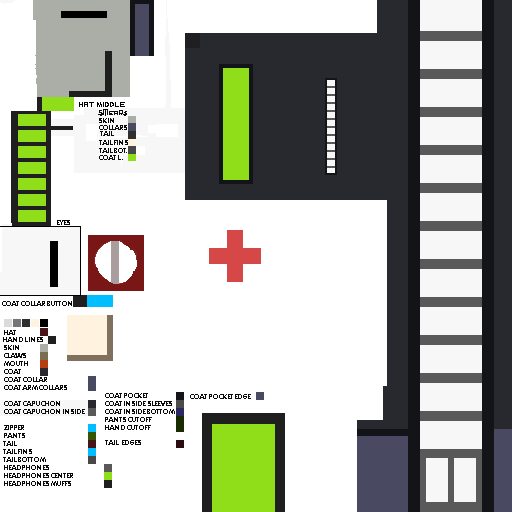 HAT MIDDLE
SKIN
COLLARS
TAIL
TAILFINS
TAILBOT.
COAT L.
EYES
COAT COLLAR BUTTON
HAT
HAND LINES
SKIN
CLAWS
MOUTH
COAT
COAT COLLAR
COAT ARM COLLARS
COAT CAPUCHON
COAT CAPUCHON IN SIDE
ZIPPER
PANTS
TAIL
TAILFINS
TAILBOTTOM
HEADPHONES
HEADPHONES CENTER
HEADPHONES MUFFS
COAT POCKET
COAT IN SIDE SLEEVES
COAT IN SIDEBOTTOM
PANTS CUTOFF
HAND CUTOFF
TAIL EDGES
COAT POCKET EDGE